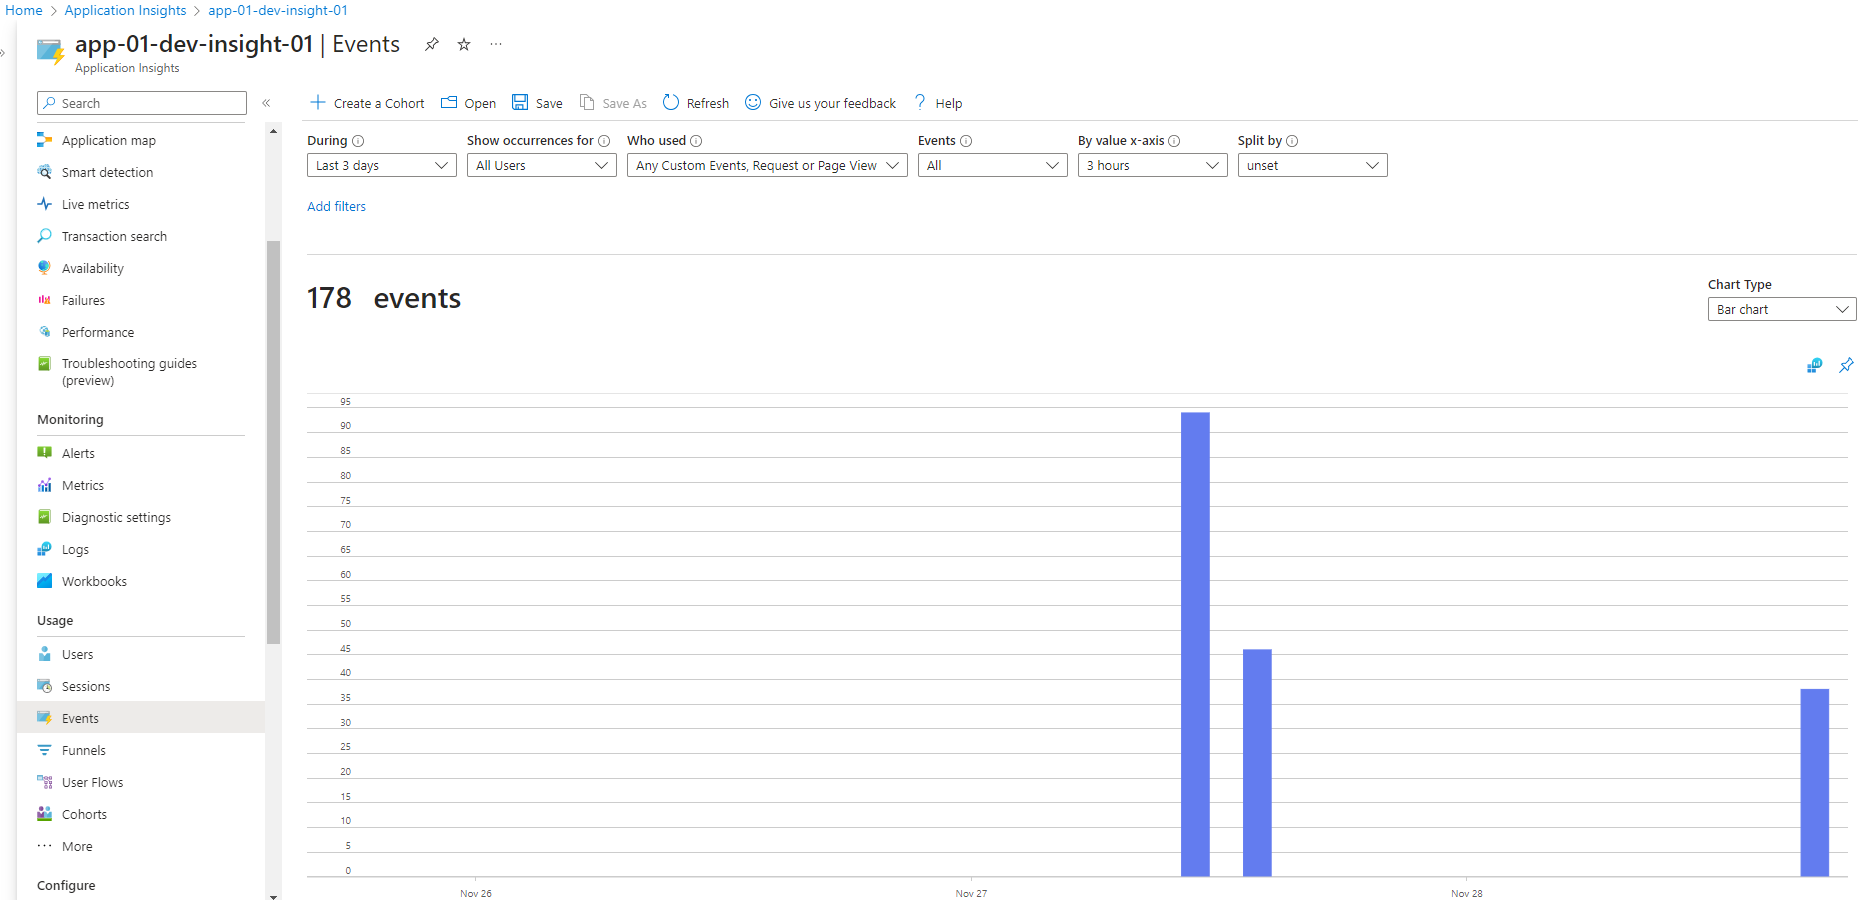 Home > Application Insights > app-01-dev-insight-01
app-01-dev-insight-01 | Events
Application Insights
Search
Application map
Smart detection
Live metrics
Transaction search
Availability
Failures
Performance
Troubleshooting guides
(preview)
Monitoring
Alerts
Metrics
Diagnostic settings
Logs
Workbooks
Usage
Users
Sessions
Events
Funnels
User Flows
Cohorts
More
Configure
Create a Cohort Open Save Save As Refresh Give us your feedback Help
During Show occurrences for Who used Events By value x-axis Split by
Last 3 days All Users Any Custom Events, Request or Page View All 3 hours unset
Add filters
178 events
Chart Type
Bar chart
95
90
85
80
75
70
65
60
55
50
45
40
35
30
25
20
15
10
5
0
Nov 26 Nov 27 Nov 28